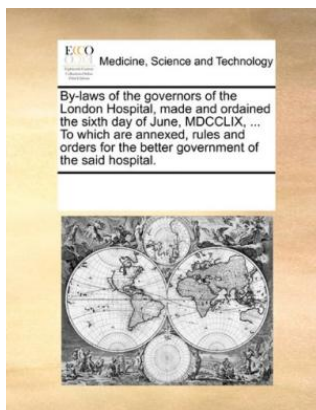 ECCO
Medicine, Science and Technology
By-laws of the governors of the
London Hospital, made and ordained
the sixth day of June, MDCCLIX, ...
To which are annexed, rules and
orders for the better government of
the said hospital.